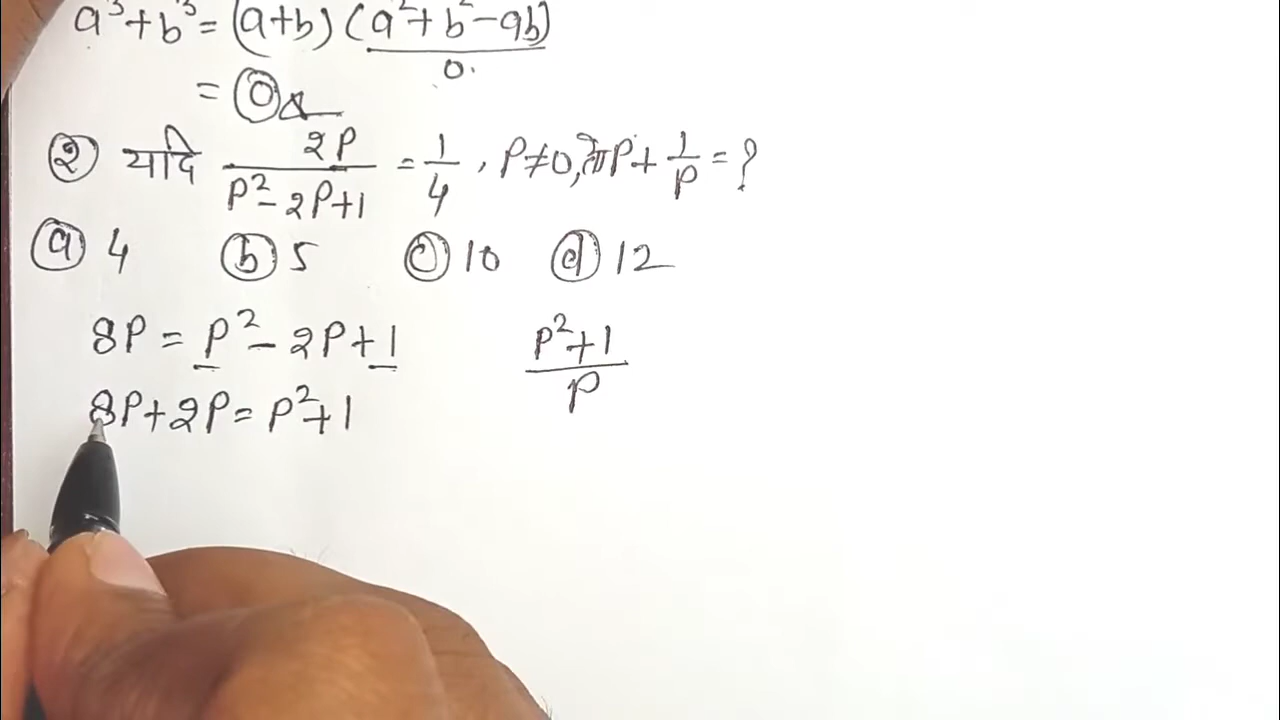 a³+b³ = (a+b) (a²+b²-ab)
0.
= 0
२ यदि 2P/P²-2P+1 = 1/4, P≠0, तो P+1/P = ?
a 4 b 5 c 10 d 12
8P = P²-2P+1 P²+1/P
8P+2P = P²+1